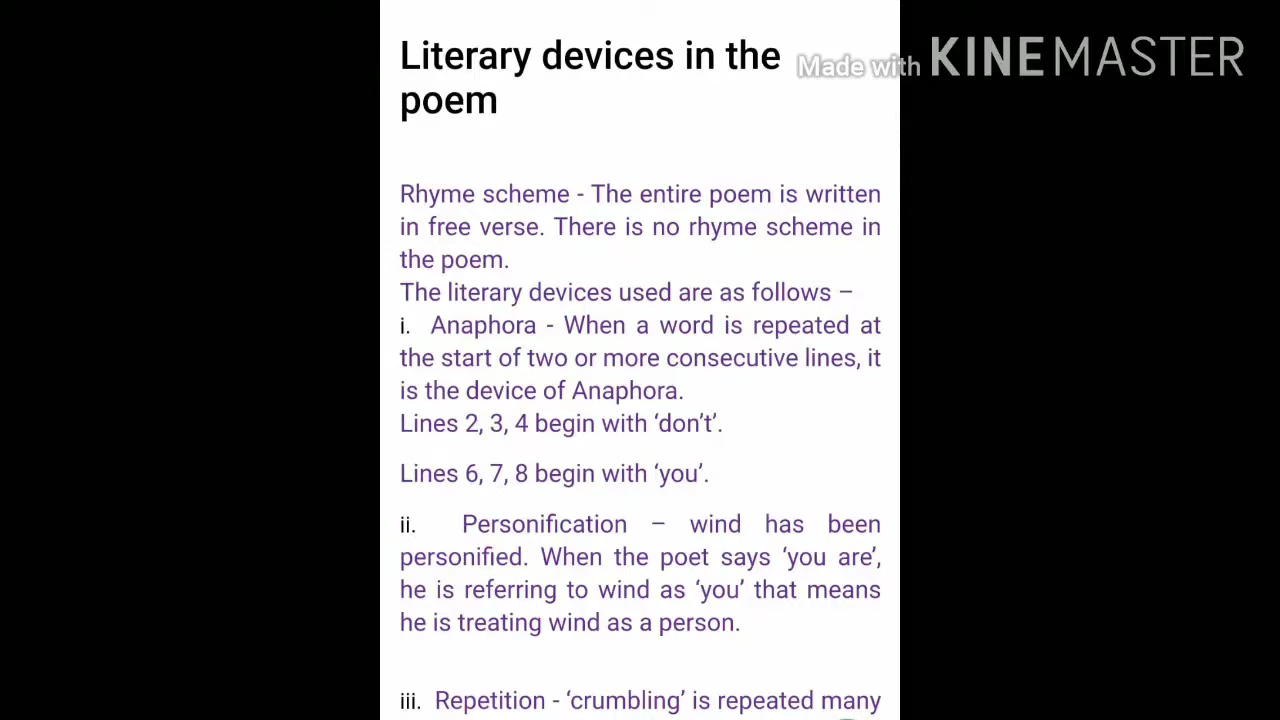 Literary devices in the
poem
Made with KINEMASTER
Rhyme scheme - The entire poem is written
in free verse. There is no rhyme scheme in
the poem.
The literary devices used are as follows –
i. Anaphora - When a word is repeated at
the start of two or more consecutive lines, it
is the device of Anaphora.
Lines 2, 3, 4 begin with ‘don’t’.
Lines 6, 7, 8 begin with ‘you’.
ii. Personification – wind has been
personified. When the poet says ‘you are’,
he is referring to wind as ‘you’ that means
he is treating wind as a person.
iii. Repetition - ‘crumbling’ is repeated many